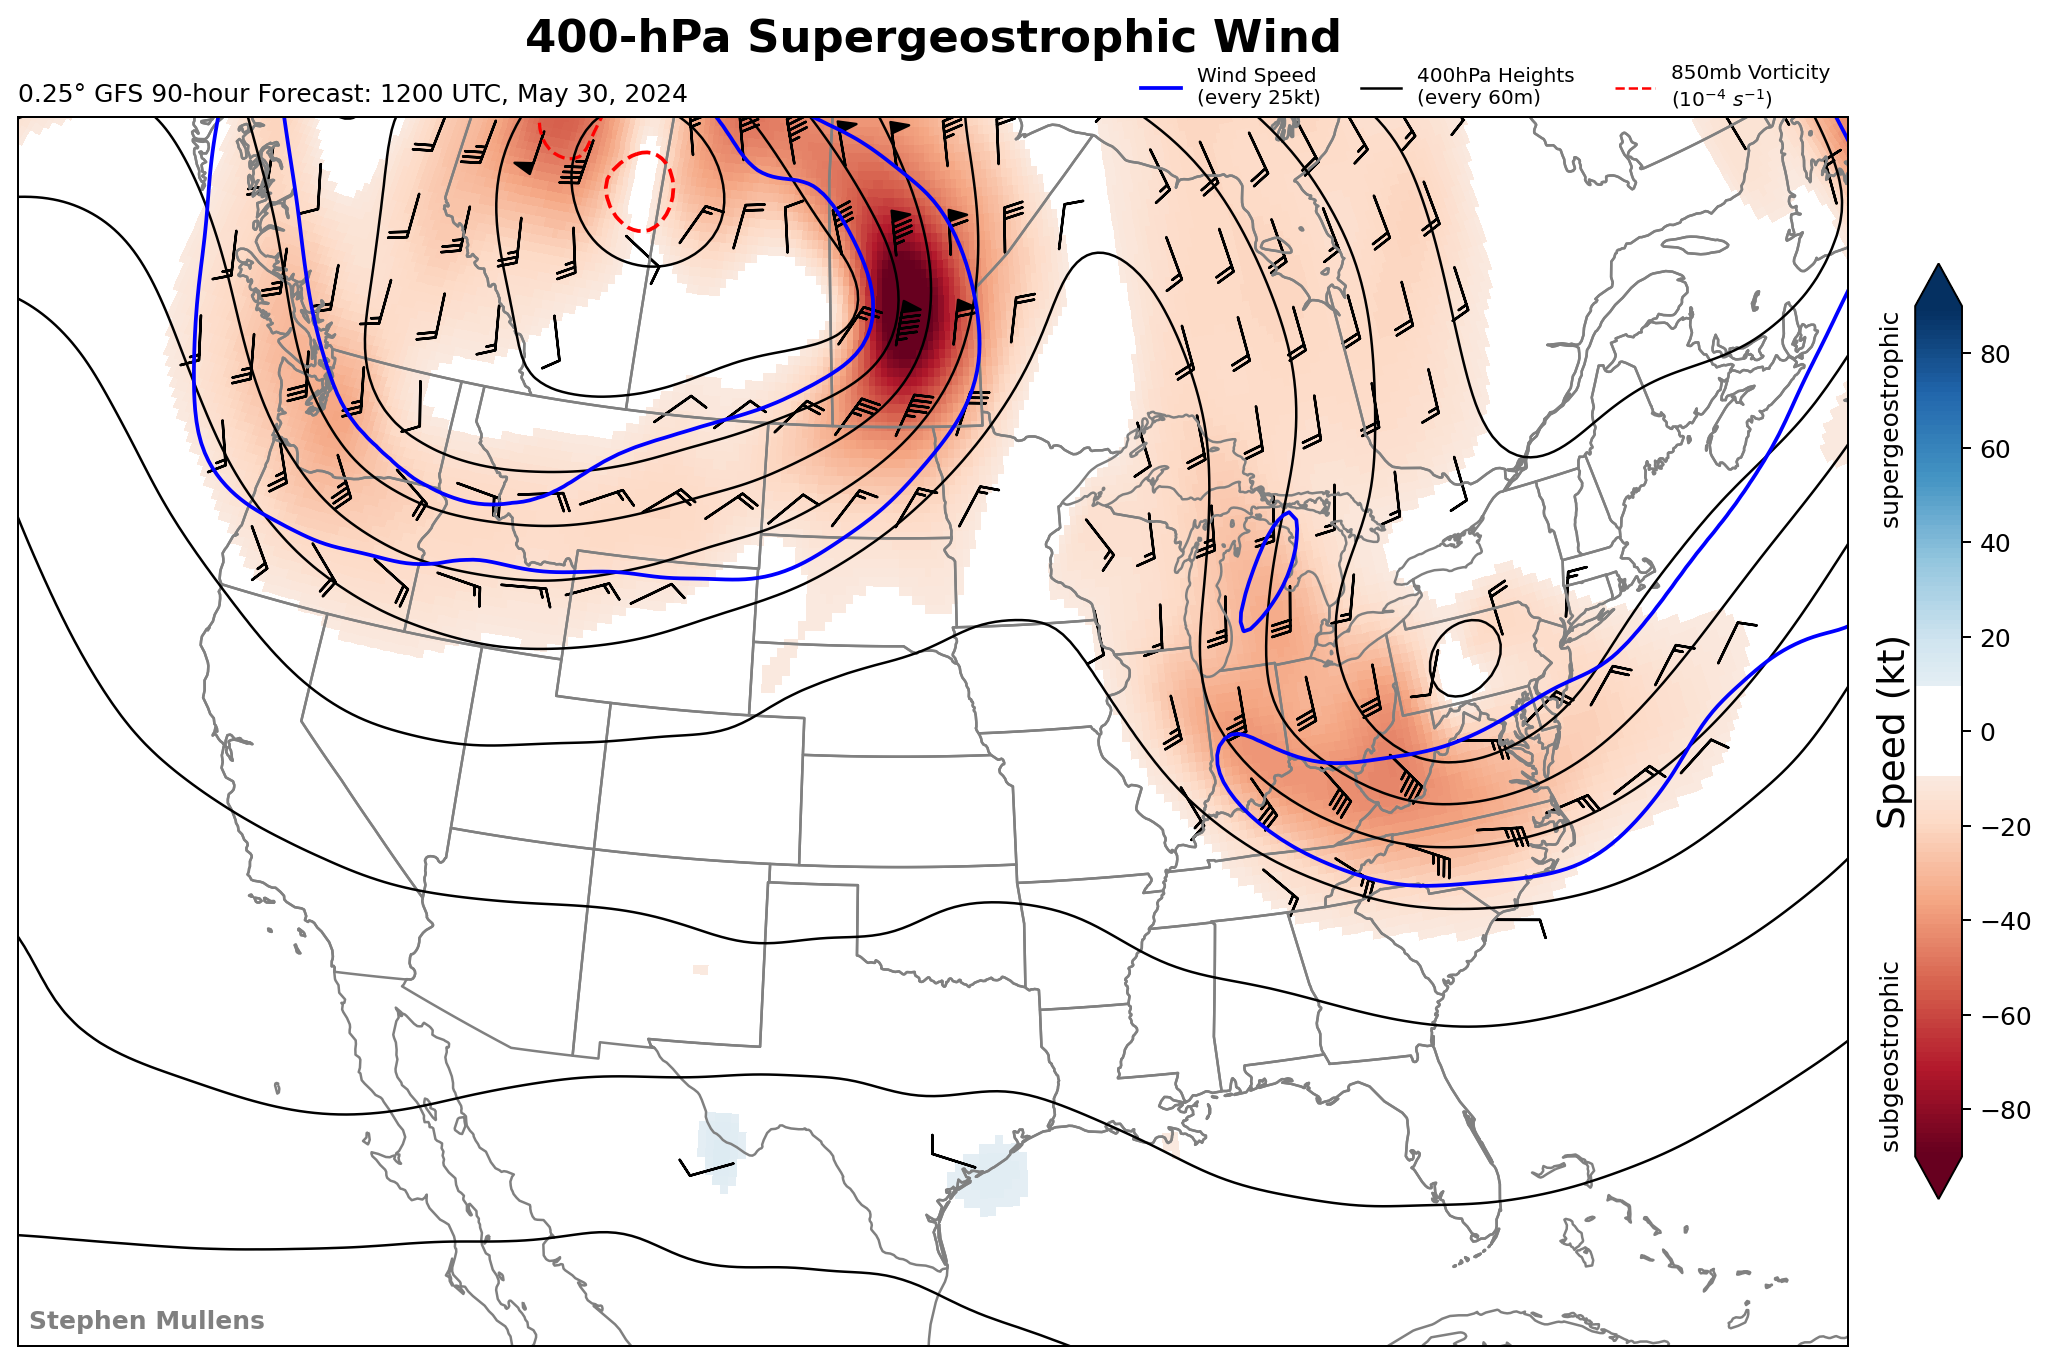 400-hPa Supergeostrophic Wind
0.25° GFS 90-hour Forecast: 1200 UTC, May 30, 2024
Wind Speed
(every 25kt)
400hPa Heights
(every 60m)
850mb Vorticity
(10⁻⁴ s⁻¹)
supergeostrophic
Speed (kt)
subgeostrophic
80
60
40
20
0
−20
−40
−60
−80
Stephen Mullens